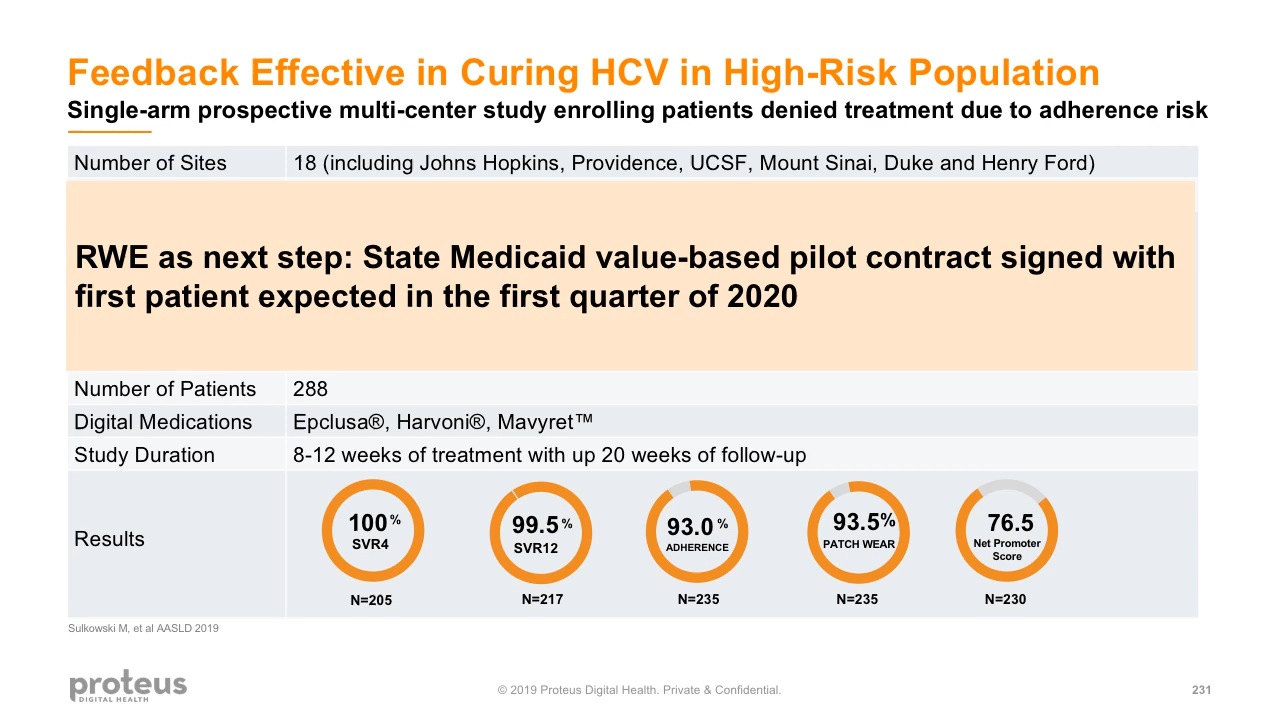 Feedback Effective in Curing HCV in High-Risk Population
Single-arm prospective multi-center study enrolling patients denied treatment due to adherence risk
Number of Sites 18 (including Johns Hopkins, Providence, UCSF, Mount Sinai, Duke and Henry Ford)
RWE as next step: State Medicaid value-based pilot contract signed with
first patient expected in the first quarter of 2020
Number of Patients 288
Digital Medications Epclusa®, Harvoni®, Mavyret™
Study Duration 8-12 weeks of treatment with up 20 weeks of follow-up
Results
100%
SVR4
N=205
99.5%
SVR12
N=217
93.0%
ADHERENCE
N=235
93.5%
PATCH WEAR
N=235
76.5
Net Promoter
Score
N=230
Sulkowski M, et al AASLD 2019
proteus
DIGITAL HEALTH
© 2019 Proteus Digital Health. Private & Confidential.
231